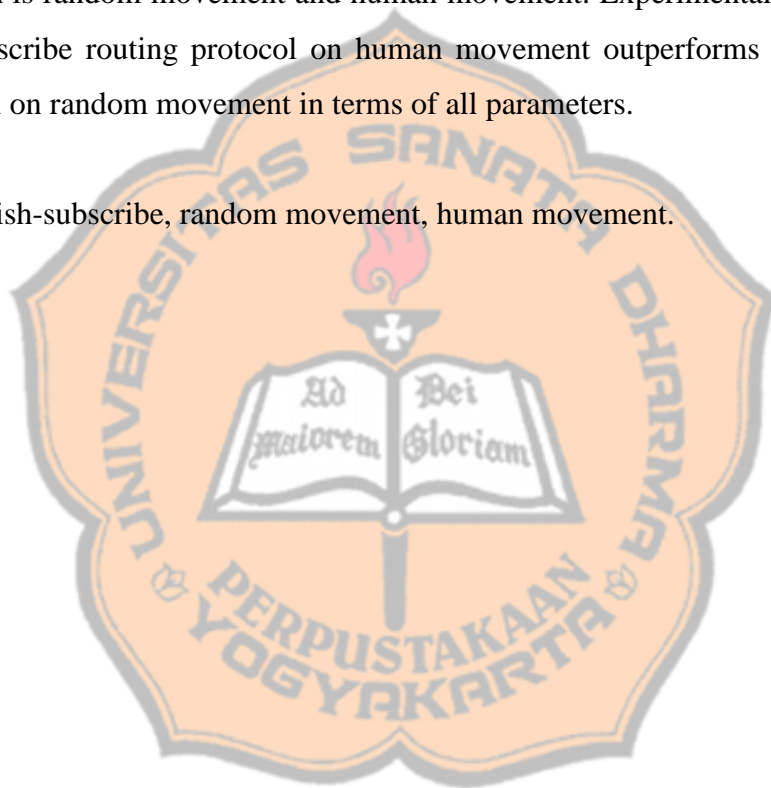 is random movement and human movement. Experimental
scribe routing protocol on human movement outperforms
on random movement in terms of all parameters.
ish-subscribe, random movement, human movement.
UNIVERSITAS SANATA DHARMA
Ad Dei
Maiorem Gloriam
PERPUSTAKAAN
YOGYAKARTA